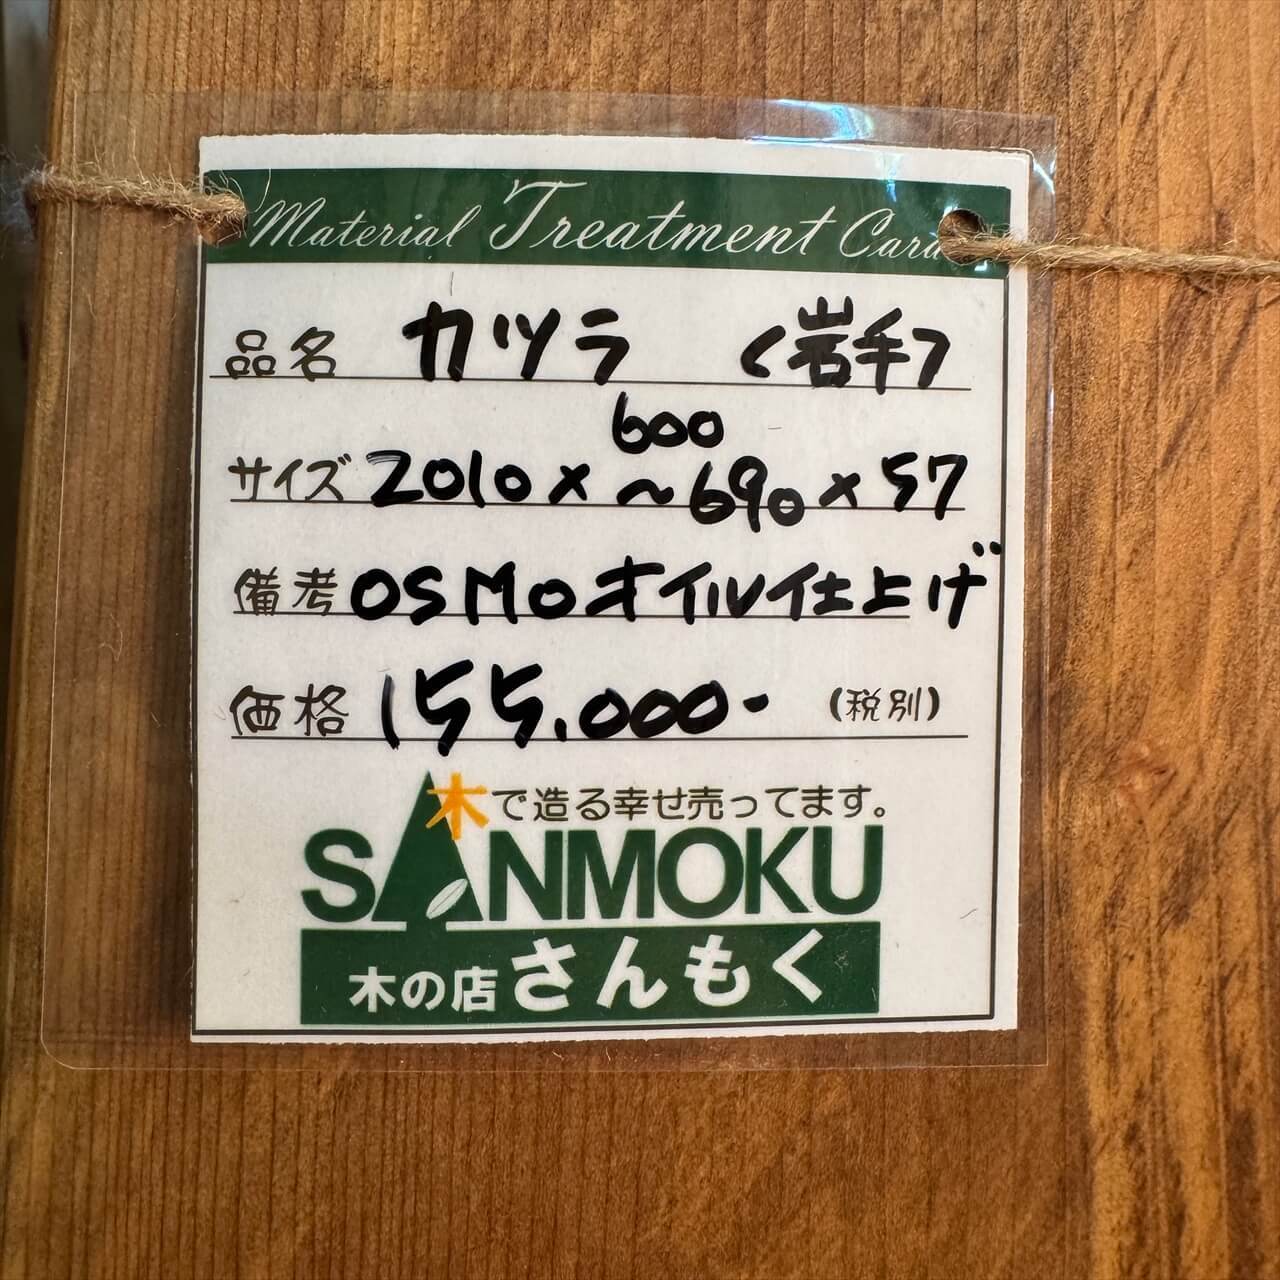 Material Treatment Card
品名 カツラ （岩手）
サイズ 2010×600～690×57
備考 OSMOオイル仕上げ
価格 155,000- (税別)
木で造る幸せ売ってます。
SANMOKU
木の店さんもく